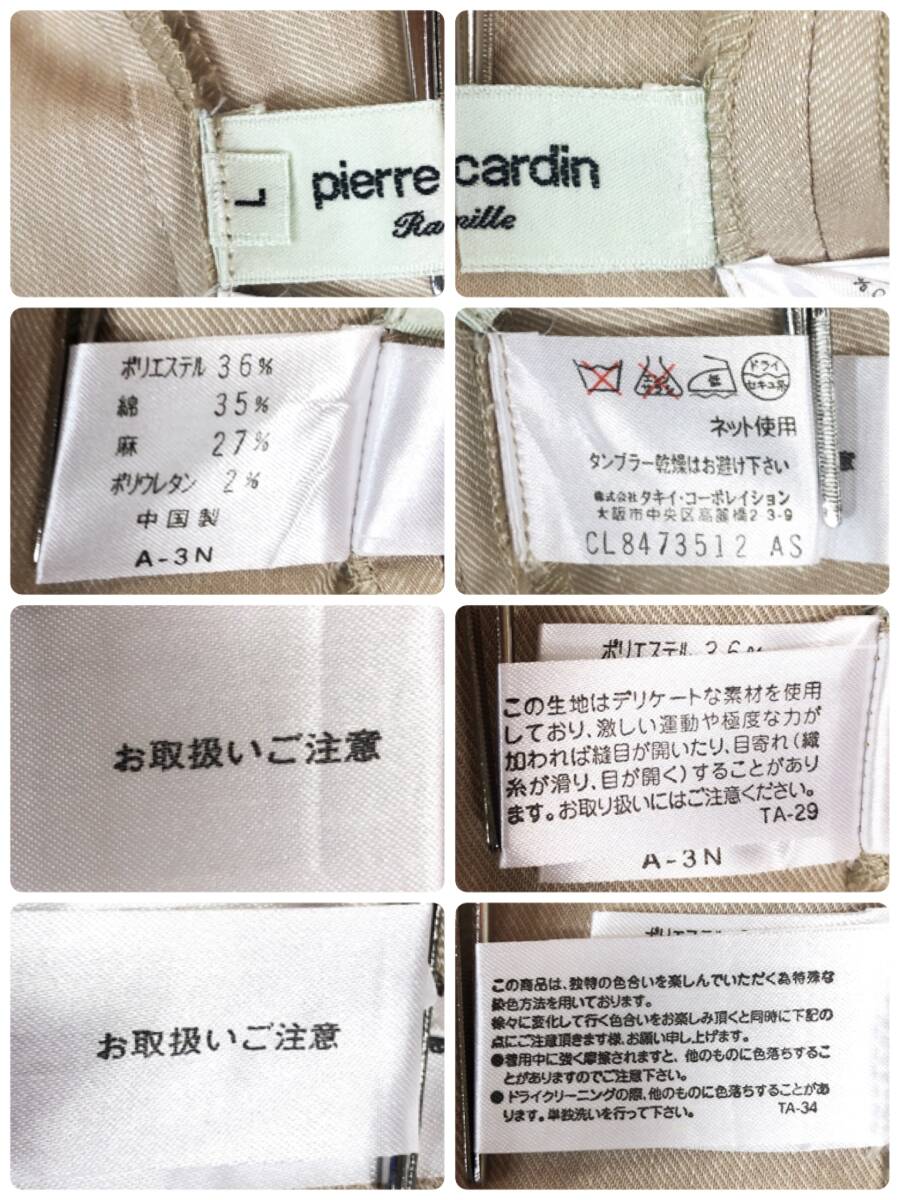 L
pierre cardin
ポリエステル 36%
綿 35%
麻 27%
ポリウレタン 2%
中国製
A-3N
低
ドライ
セキユ系
ネット使用
タンブラー乾燥はお避け下さい
株式会社 タキイ・コーポレイション
大阪市中央区高麗橋2 3-9
CL8473512 AS
お取扱いご注意
ポリエステル 36%
この生地はデリケートな素材を使用
しており、激しい運動や極度な力が
加われば縫目が開いたり、目寄れ(織
糸が滑り、目が開く)することがあり
ます。お取り扱いにはご注意ください。
TA-29
A-3N
お取扱いご注意
この商品は、独特の色合いを楽しんでいただく為特殊な
染色方法を用いております。
徐々に変化して行く色合いをお楽しみ頂くと同時に下記の
点にご注意頂きます様、お願い申し上げます。
●着用中に強く摩擦されますと、他のものに色落ちするこ
とがありますのでご注意下さい。
●ドライクリーニングの際、他のものに色落ちすることがあ
ります。単独洗いを行って下さい。 TA-34